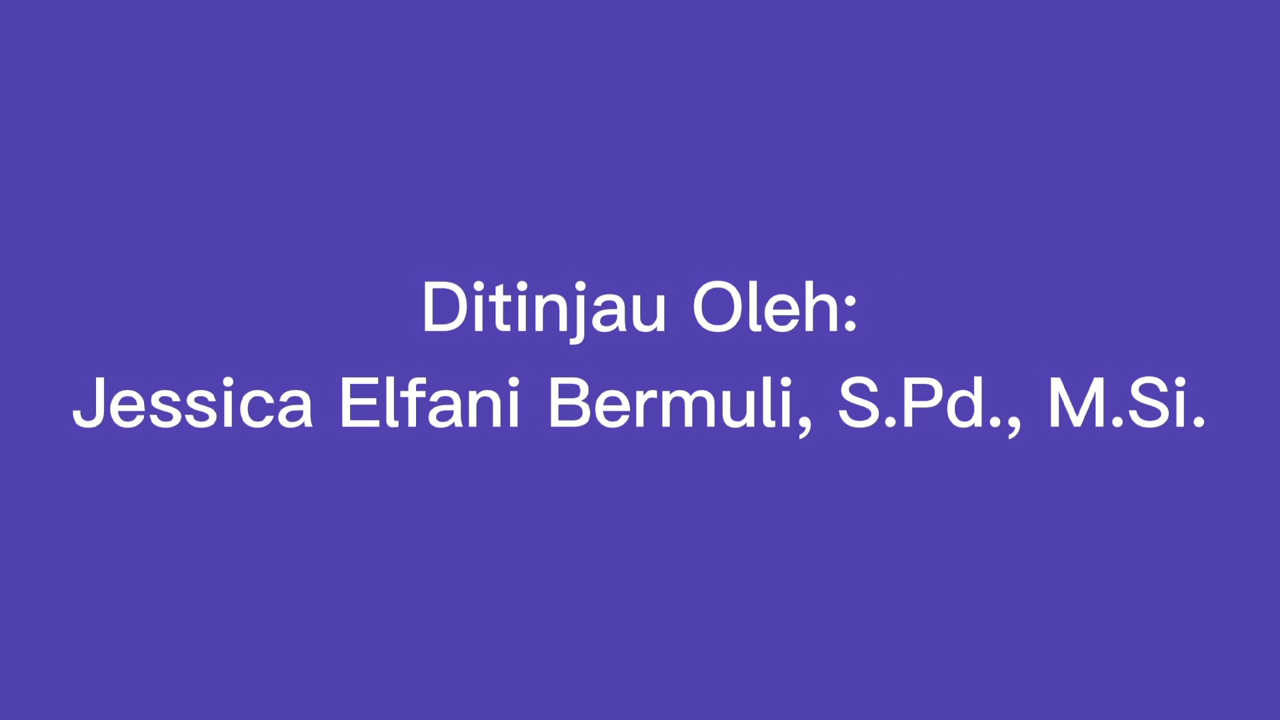 Ditinjau Oleh:
Jessica Elfani Bermuli, S.Pd., M.Si.